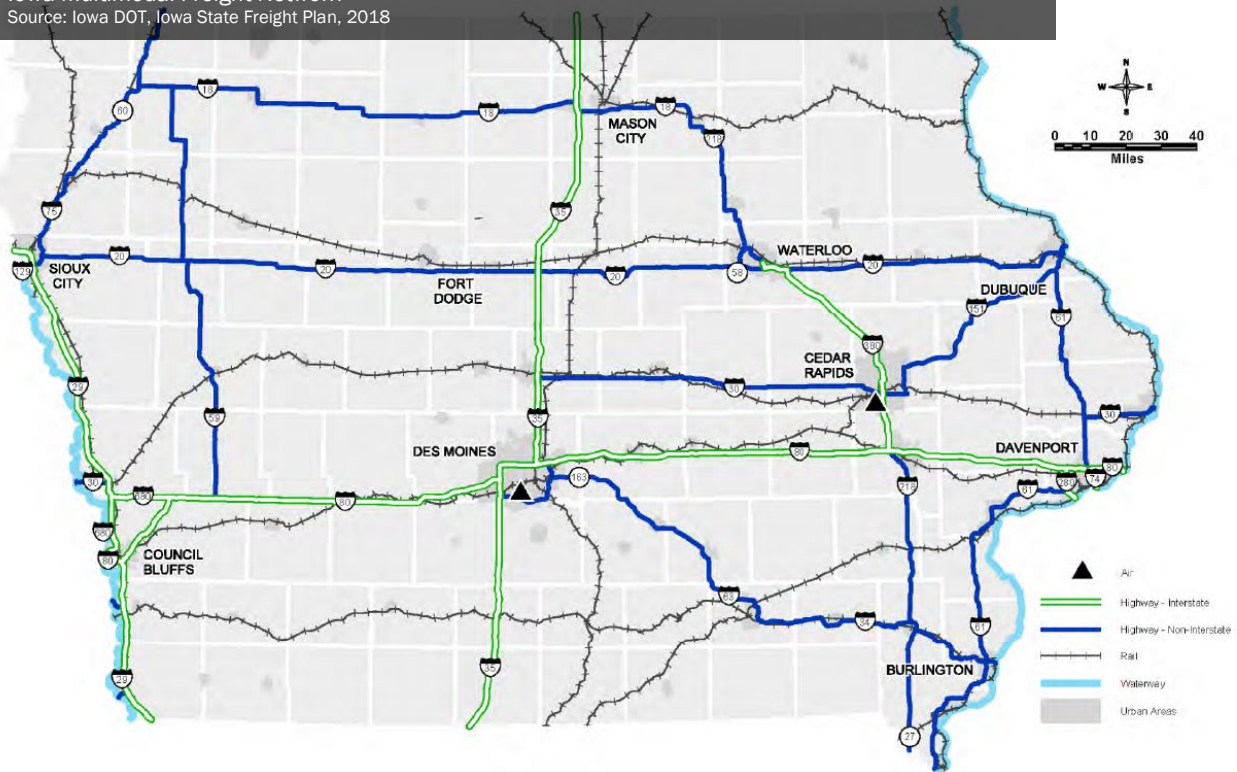 Iowa Multimodal Freight Network
Source: Iowa DOT, Iowa State Freight Plan, 2018
N
W E
S
0 10 20 30 40
Miles
18
60
18
18
MASON
CITY
218
75
35
20
129
SIOUX
CITY
20
FORT
DODGE
20
58
WATERLOO
20
DUBUQUE
151
61
380
CEDAR
RAPIDS
29
30
59
35
30
DES MOINES
DAVENPORT
80
80
163
30
80
218
61
280
74
680
COUNCIL
BLUFFS
80
63
34
61
29
35
BURLINGTON
27
Air
Highway - Interstate
Highway - Non-Interstate
Rail
Waterway
Urban Areas